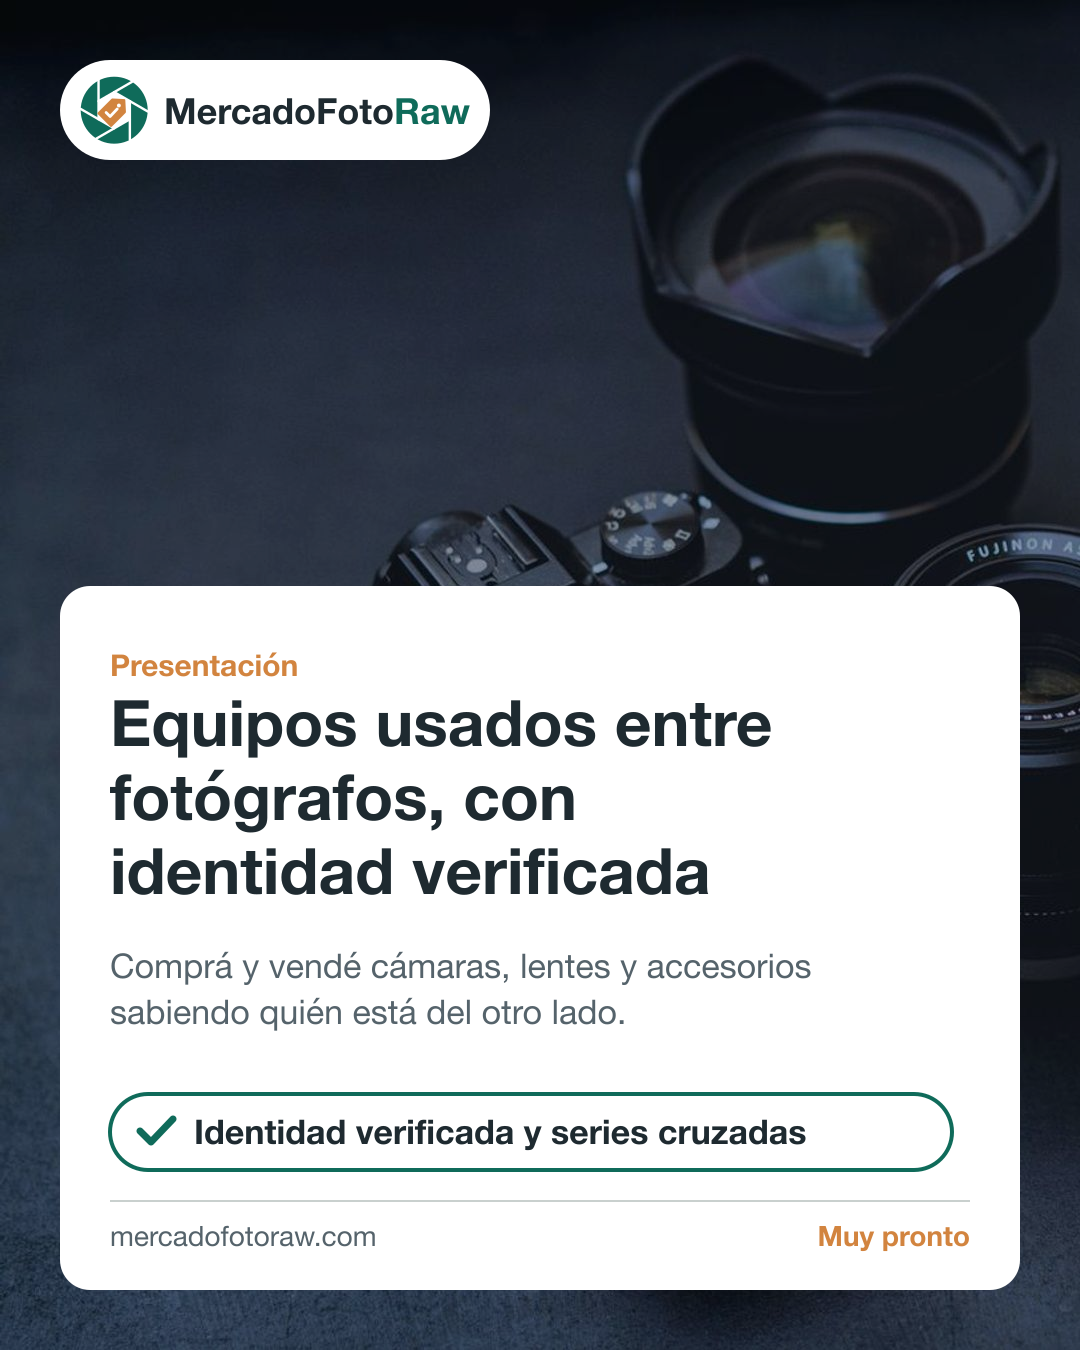 MercadoFotoRaw
FUJINON
Presentación
Equipos usados entre
fotógrafos, con
identidad verificada
Comprá y vendé cámaras, lentes y accesorios
sabiendo quién está del otro lado.
Identidad verificada y series cruzadas
mercadofotoraw.com
Muy pronto